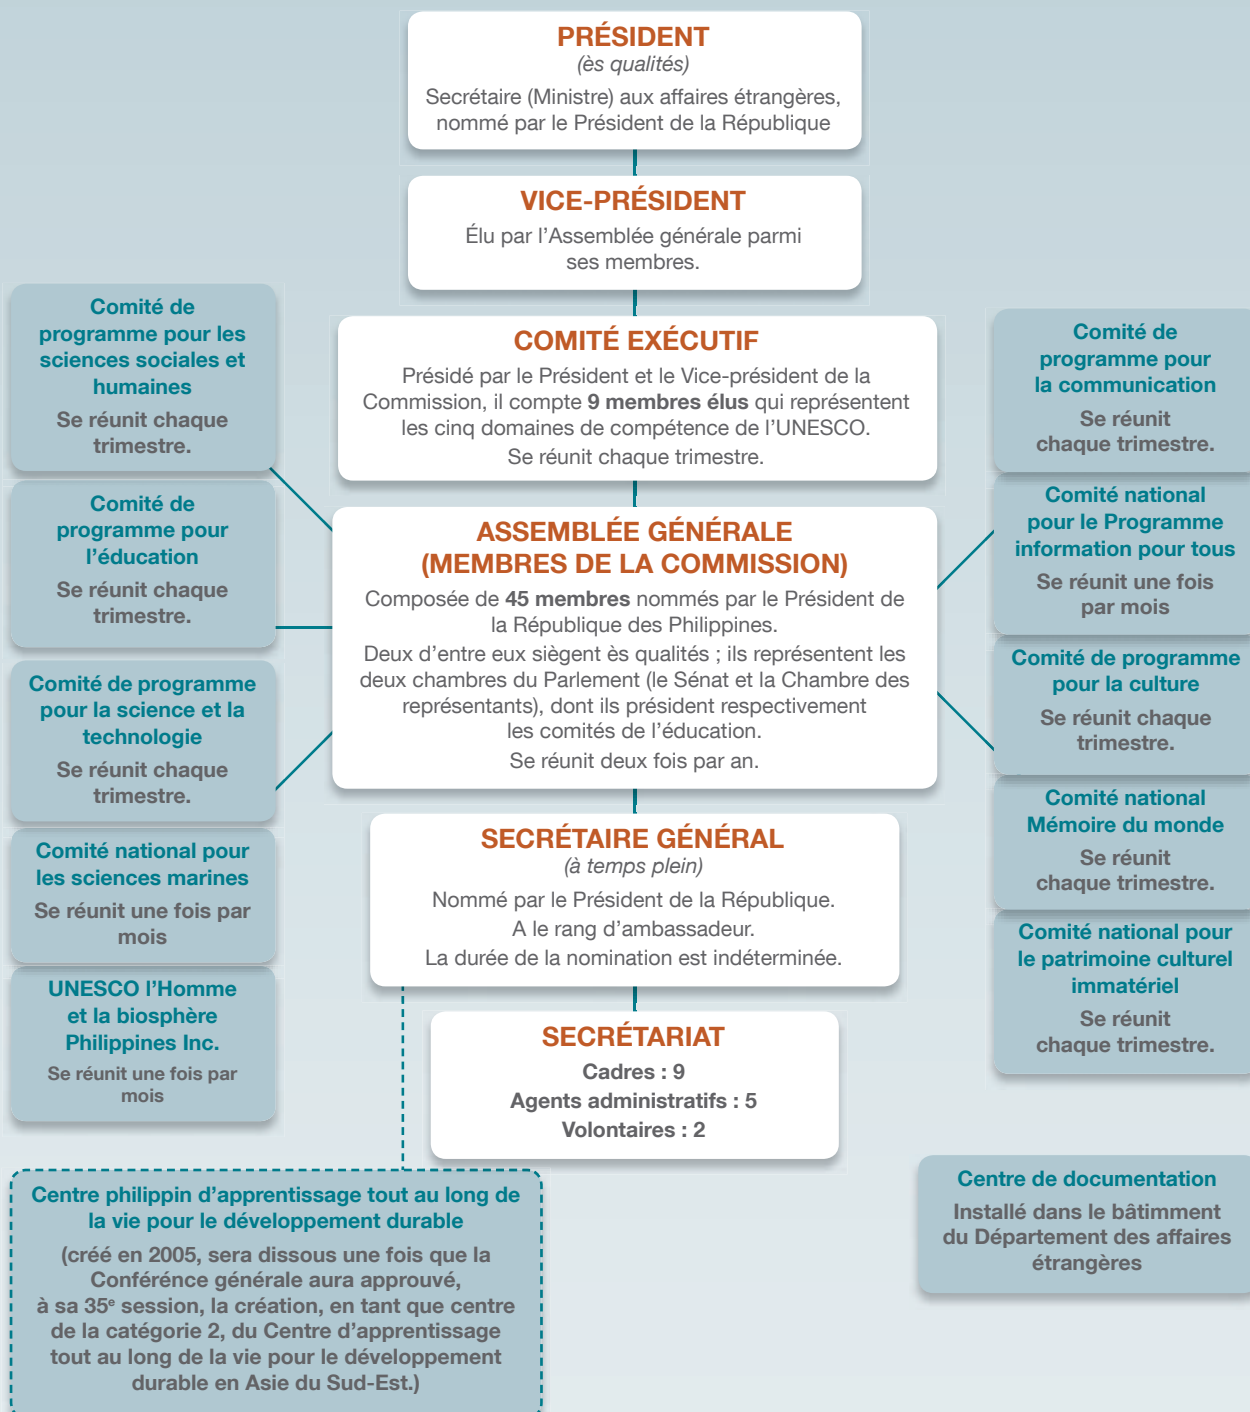 PRÉSIDENT
(ès qualités)
Secrétaire (Ministre) aux affaires étrangères,
nommé par le Président de la République
VICE-PRÉSIDENT
Élu par l’Assemblée générale parmi
ses membres.
COMITÉ EXÉCUTIF
Présidé par le Président et le Vice-président de la
Commission, il compte 9 membres élus qui représentent
les cinq domaines de compétence de l’UNESCO.
Se réunit chaque trimestre.
ASSEMBLÉE GÉNÉRALE
(MEMBRES DE LA COMMISSION)
Composée de 45 membres nommés par le Président de
la République des Philippines.
Deux d’entre eux siègent ès qualités ; ils représentent les
deux chambres du Parlement (le Sénat et la Chambre des
représentants), dont ils président respectivement
les comités de l’éducation.
Se réunit deux fois par an.
SECRÉTAIRE GÉNÉRAL
(à temps plein)
Nommé par le Président de la République.
A le rang d’ambassadeur.
La durée de la nomination est indéterminée.
SECRÉTARIAT
Cadres : 9
Agents administratifs : 5
Volontaires : 2
Comité de
programme pour les
sciences sociales et
humaines
Se réunit chaque
trimestre.
Comité de
programme pour
l’éducation
Se réunit chaque
trimestre.
Comité de programme
pour la science et la
technologie
Se réunit chaque
trimestre.
Comité national pour
les sciences marines
Se réunit une fois par
mois
UNESCO l’Homme
et la biosphère
Philippines Inc.
Se réunit une fois par
mois
Comité de
programme pour
la communication
Se réunit
chaque trimestre.
Comité national
pour le Programme
information pour tous
Se réunit une fois
par mois
Comité de programme
pour la culture
Se réunit chaque
trimestre.
Comité national
Mémoire du monde
Se réunit
chaque trimestre.
Comité national pour
le patrimoine culturel
immatériel
Se réunit
chaque trimestre.
Centre philippin d’apprentissage tout au long de
la vie pour le développement durable
(créé en 2005, sera dissous une fois que la
Conférénce générale aura approuvé,
à sa 35e session, la création, en tant que centre
de la catégorie 2, du Centre d’apprentissage
tout au long de la vie pour le développement
durable en Asie du Sud-Est.)
Centre de documentation
Installé dans le bâtimment
du Département des affaires
étrangères